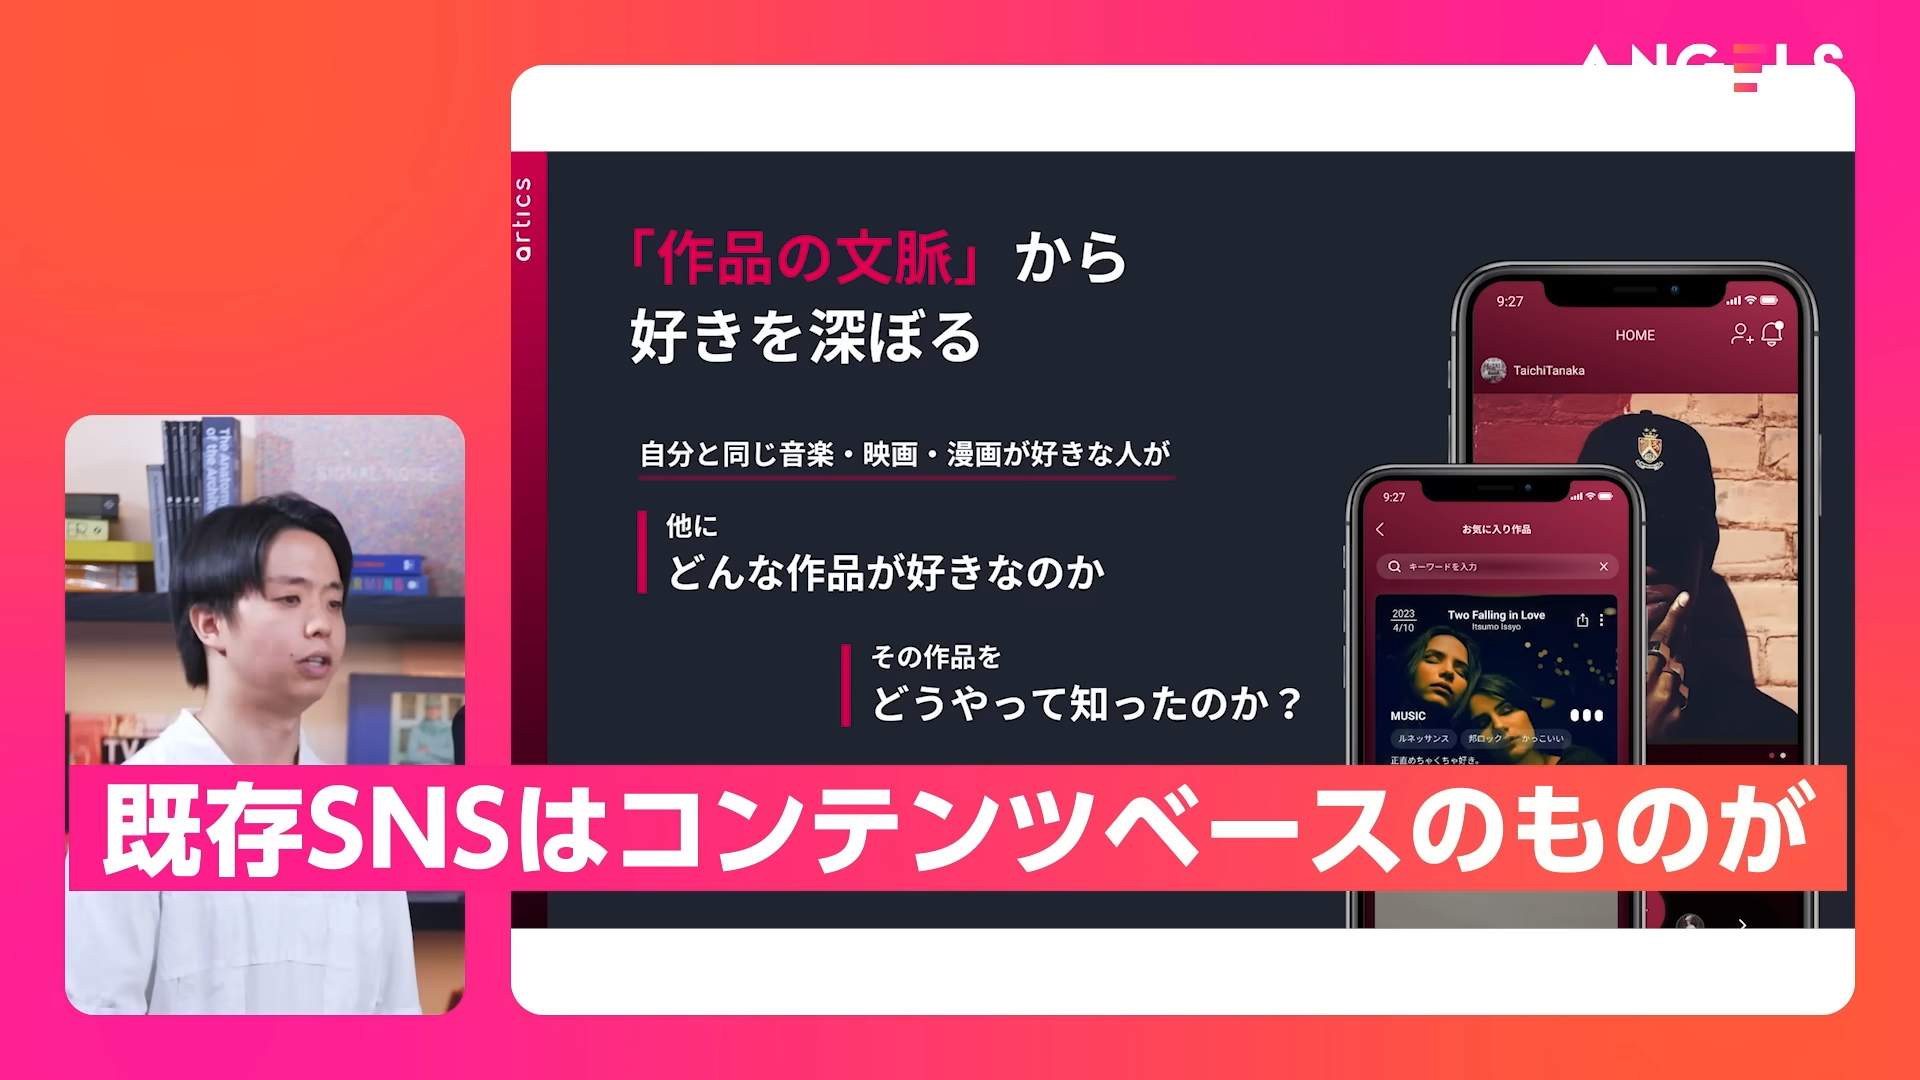 ANGELS
artics
「作品の文脈」から
好きを深ぼる
自分と同じ音楽・映画・漫画が好きな人が
他に
どんな作品が好きなのか
その作品を
どうやって知ったのか？
9:27
HOME
TaichiTanaka
9:27
お気に入り作品
キーワードを入力
2023
4/10
Two Falling in Love
Itsumo Issyo
MUSIC
ルネッサンス
邦ロック
かっこいい
正直めちゃくちゃ好き。
The Anatomy
of the Archi
SIGNAL NOISE
既存SNSはコンテンツベースのものが